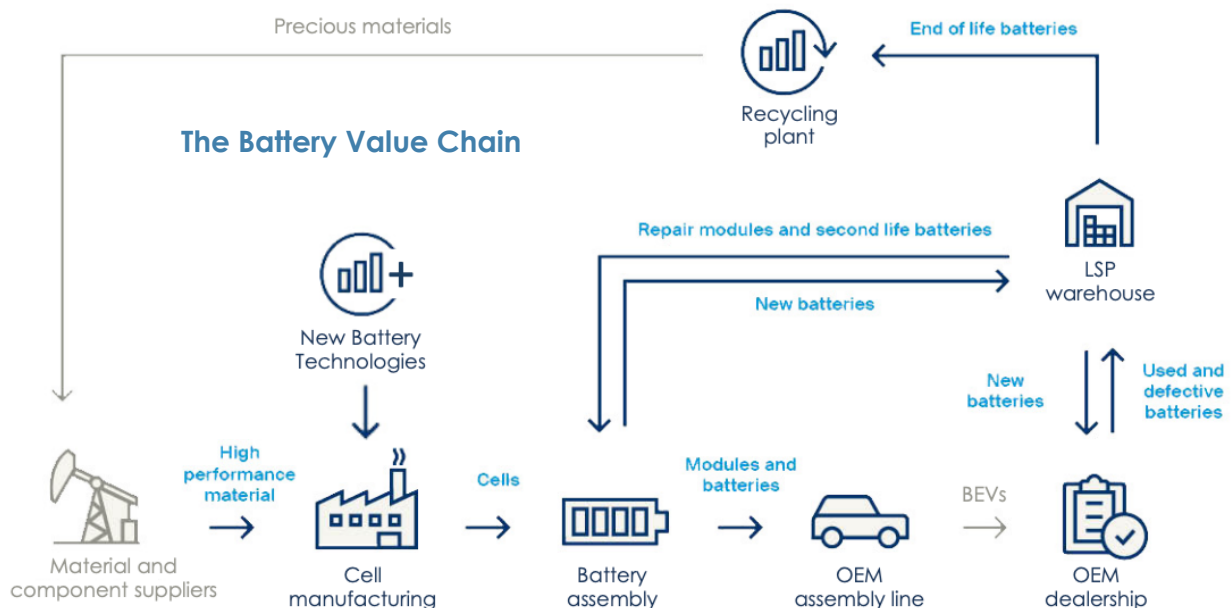 Precious materials
End of life batteries
Recycling
plant
The Battery Value Chain
Repair modules and second life batteries
LSP
warehouse
New batteries
New Battery
Technologies
New
batteries
Used and
defective
batteries
High
performance
material
Cells
Modules and
batteries
BEVs
Material and
component suppliers
Cell
manufacturing
Battery
assembly
OEM
assembly line
OEM
dealership